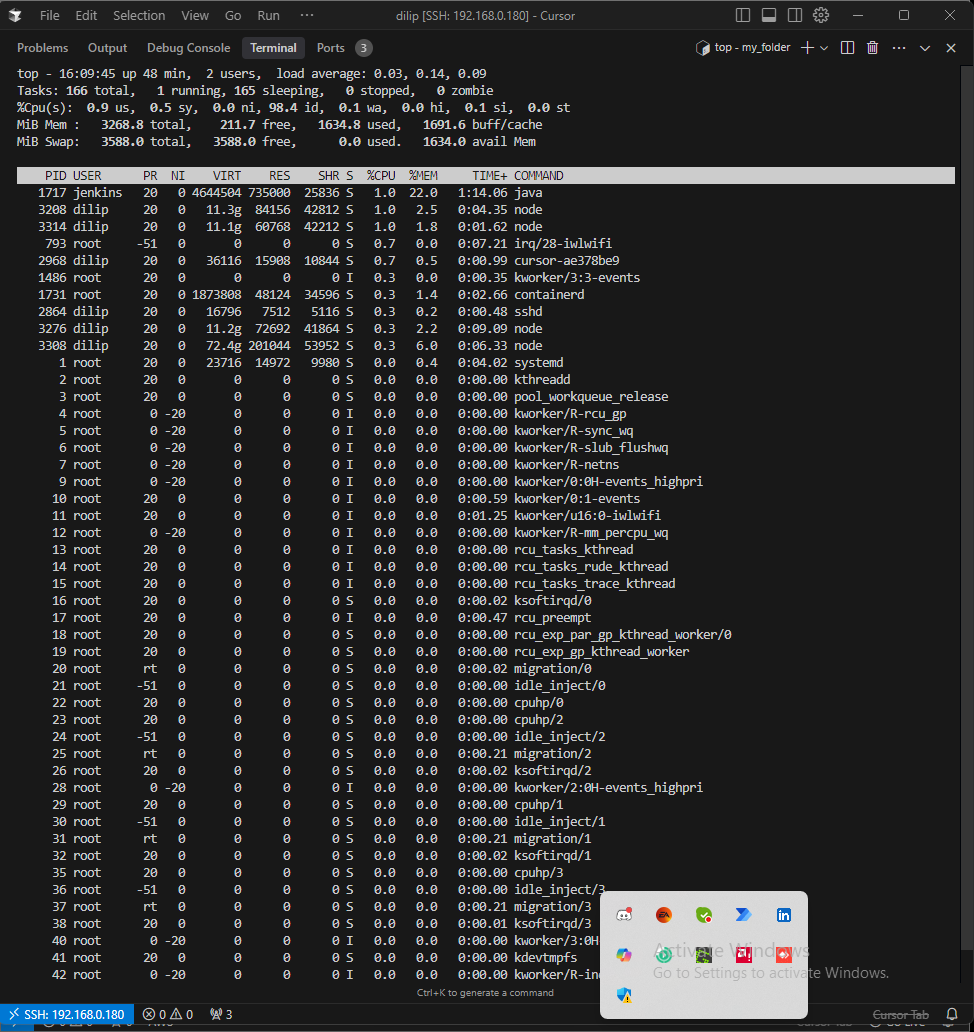 File Edit Selection View Go Run ··· dilip [SSH: 192.168.0.180] - Cursor
Problems Output Debug Console Terminal Ports 3 top - my_folder
top - 16:09:45 up 48 min,  2 users,  load average: 0.03, 0.14, 0.09
Tasks: 166 total,   1 running, 165 sleeping,   0 stopped,   0 zombie
%Cpu(s):  0.9 us,  0.5 sy,  0.0 ni, 98.4 id,  0.1 wa,  0.0 hi,  0.1 si,  0.0 st
MiB Mem :   3268.8 total,    211.7 free,   1634.8 used,   1691.6 buff/cache
MiB Swap:   3588.0 total,   3588.0 free,      0.0 used.   1634.0 avail Mem
PID USER PR NI VIRT RES SHR S %CPU %MEM TIME+ COMMAND
1717 jenkins 20 0 4644504 735000 25836 S 1.0 22.0 1:14.06 java
3208 dilip 20 0 11.3g 84156 42812 S 1.0 2.5 0:04.35 node
3314 dilip 20 0 11.1g 60768 42212 S 1.0 1.8 0:01.62 node
793 root -51 0 0 0 0 S 0.7 0.0 0:07.21 irq/28-iwlwifi
2968 dilip 20 0 36116 15908 10844 S 0.7 0.5 0:00.99 cursor-ae378be9
1486 root 20 0 0 0 0 I 0.3 0.0 0:00.35 kworker/3:3-events
1731 root 20 0 1873808 48124 34596 S 0.3 1.4 0:02.66 containerd
2864 dilip 20 0 16796 7512 5116 S 0.3 0.2 0:00.48 sshd
3276 dilip 20 0 11.2g 72692 41864 S 0.3 2.2 0:09.09 node
3308 dilip 20 0 72.4g 201044 53952 S 0.3 6.0 0:06.33 node
1 root 20 0 23716 14972 9980 S 0.0 0.4 0:04.02 systemd
2 root 20 0 0 0 0 S 0.0 0.0 0:00.00 kthreadd
3 root 20 0 0 0 0 S 0.0 0.0 0:00.00 pool_workqueue_release
4 root 0 -20 0 0 0 I 0.0 0.0 0:00.00 kworker/R-rcu_gp
5 root 0 -20 0 0 0 I 0.0 0.0 0:00.00 kworker/R-sync_wq
6 root 0 -20 0 0 0 I 0.0 0.0 0:00.00 kworker/R-slub_flushwq
7 root 0 -20 0 0 0 I 0.0 0.0 0:00.00 kworker/R-netns
9 root 0 -20 0 0 0 I 0.0 0.0 0:00.00 kworker/0:0H-events_highpri
10 root 20 0 0 0 0 I 0.0 0.0 0:00.59 kworker/0:1-events
11 root 20 0 0 0 0 I 0.0 0.0 0:01.25 kworker/u16:0-iwlwifi
12 root 0 -20 0 0 0 I 0.0 0.0 0:00.00 kworker/R-mm_percpu_wq
13 root 20 0 0 0 0 I 0.0 0.0 0:00.00 rcu_tasks_kthread
14 root 20 0 0 0 0 I 0.0 0.0 0:00.00 rcu_tasks_rude_kthread
15 root 20 0 0 0 0 I 0.0 0.0 0:00.00 rcu_tasks_trace_kthread
16 root 20 0 0 0 0 S 0.0 0.0 0:00.02 ksoftirqd/0
17 root 20 0 0 0 0 I 0.0 0.0 0:00.47 rcu_preempt
18 root 20 0 0 0 0 S 0.0 0.0 0:00.00 rcu_exp_par_gp_kthread_worker/0
19 root 20 0 0 0 0 S 0.0 0.0 0:00.00 rcu_exp_gp_kthread_worker
20 root rt 0 0 0 0 S 0.0 0.0 0:00.02 migration/0
21 root -51 0 0 0 0 S 0.0 0.0 0:00.00 idle_inject/0
22 root 20 0 0 0 0 S 0.0 0.0 0:00.00 cpuhp/0
23 root 20 0 0 0 0 S 0.0 0.0 0:00.00 cpuhp/2
24 root -51 0 0 0 0 S 0.0 0.0 0:00.00 idle_inject/2
25 root rt 0 0 0 0 S 0.0 0.0 0:00.21 migration/2
26 root 20 0 0 0 0 S 0.0 0.0 0:00.02 ksoftirqd/2
28 root 0 -20 0 0 0 I 0.0 0.0 0:00.00 kworker/2:0H-events_highpri
29 root 20 0 0 0 0 S 0.0 0.0 0:00.00 cpuhp/1
30 root -51 0 0 0 0 S 0.0 0.0 0:00.00 idle_inject/1
31 root rt 0 0 0 0 S 0.0 0.0 0:00.21 migration/1
32 root 20 0 0 0 0 S 0.0 0.0 0:00.02 ksoftirqd/1
35 root 20 0 0 0 0 S 0.0 0.0 0:00.00 cpuhp/3
36 root -51 0 0 0 0 S 0.0 0.0 0:00.00 idle_inject/3
37 root rt 0 0 0 0 S 0.0 0.0 0:00.21 migration/3
38 root 20 0 0 0 0 S 0.0 0.0 0:00.01 ksoftirqd/3
40 root 0 -20 0 0 0 I 0.0 0.0 0:00.00 kworker/3:0H
41 root 20 0 0 0 0 S 0.0 0.0 0:00.00 kdevtmpfs
42 root 0 -20 0 0 0 I 0.0 0.0 0:00.00 kworker/R-in
EA in
Activate Windows
Go to Settings to activate Windows.
Ctrl+K to generate a command
SSH: 192.168.0.180 0 0 3 Cursor Tab